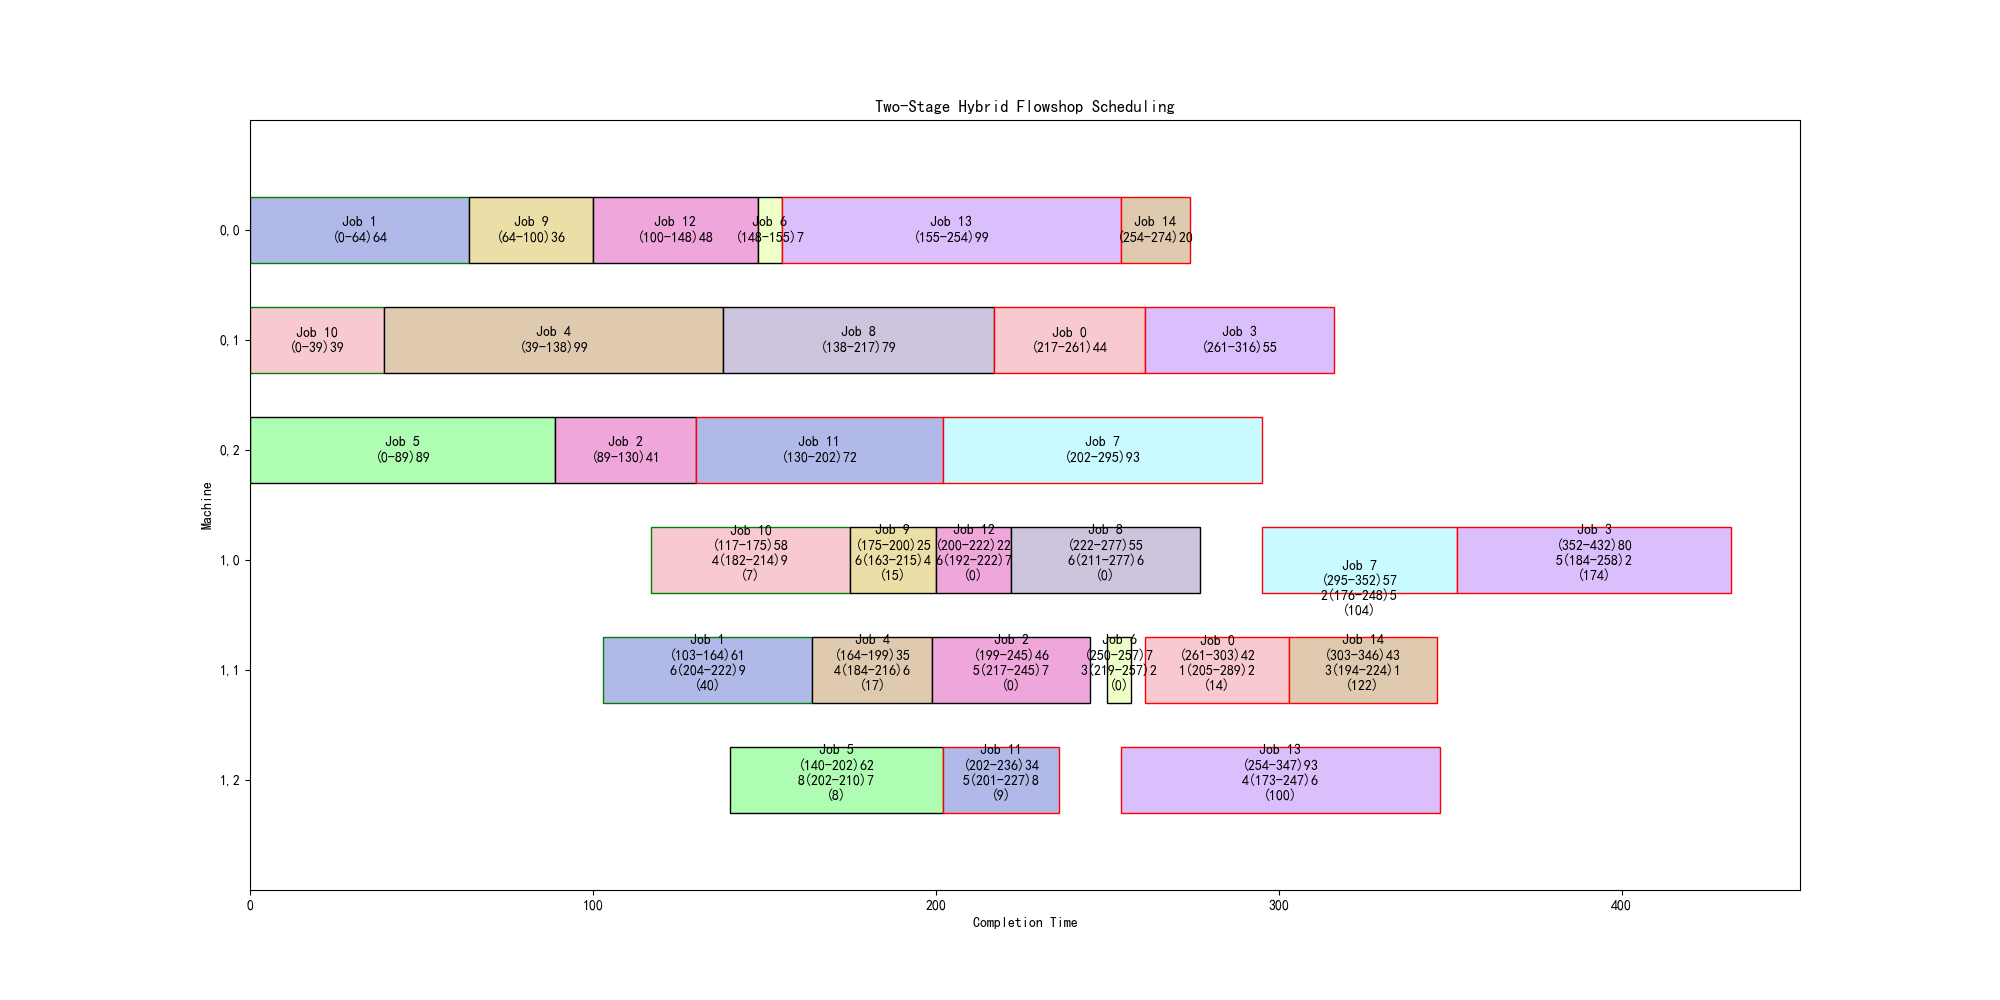 Two-Stage Hybrid Flowshop Scheduling
0,0
Job 1
(0-64)64
Job 9
(64-100)36
Job 12
(100-148)48
Job 6
(148-155)7
Job 13
(155-254)99
Job 14
(254-274)20
0,1
Job 10
(0-39)39
Job 4
(39-138)99
Job 8
(138-217)79
Job 0
(217-261)44
Job 3
(261-316)55
0,2
Job 5
(0-89)89
Job 2
(89-130)41
Job 11
(130-202)72
Job 7
(202-295)93
Machine
1,0
Job 10
(117-175)58
4(182-214)9
(7)
Job 9
(175-200)25
6(163-215)4
(15)
Job 12
(200-222)22
6(192-222)7
(0)
Job 8
(222-277)55
6(211-277)6
(0)
Job 7
(295-352)57
2(176-248)5
(104)
Job 3
(352-432)80
5(184-258)2
(174)
1,1
Job 1
(103-164)61
6(204-222)9
(40)
Job 4
(164-199)35
4(184-216)6
(17)
Job 2
(199-245)46
5(217-245)7
(0)
Job 6
(250-257)7
3(219-257)2
(0)
Job 0
(261-303)42
1(205-289)2
(14)
Job 14
(303-346)43
3(194-224)1
(122)
1,2
Job 5
(140-202)62
8(202-210)7
(8)
Job 11
(202-236)34
5(201-227)8
(9)
Job 13
(254-347)93
4(173-247)6
(100)
0
100
200
300
400
Completion Time